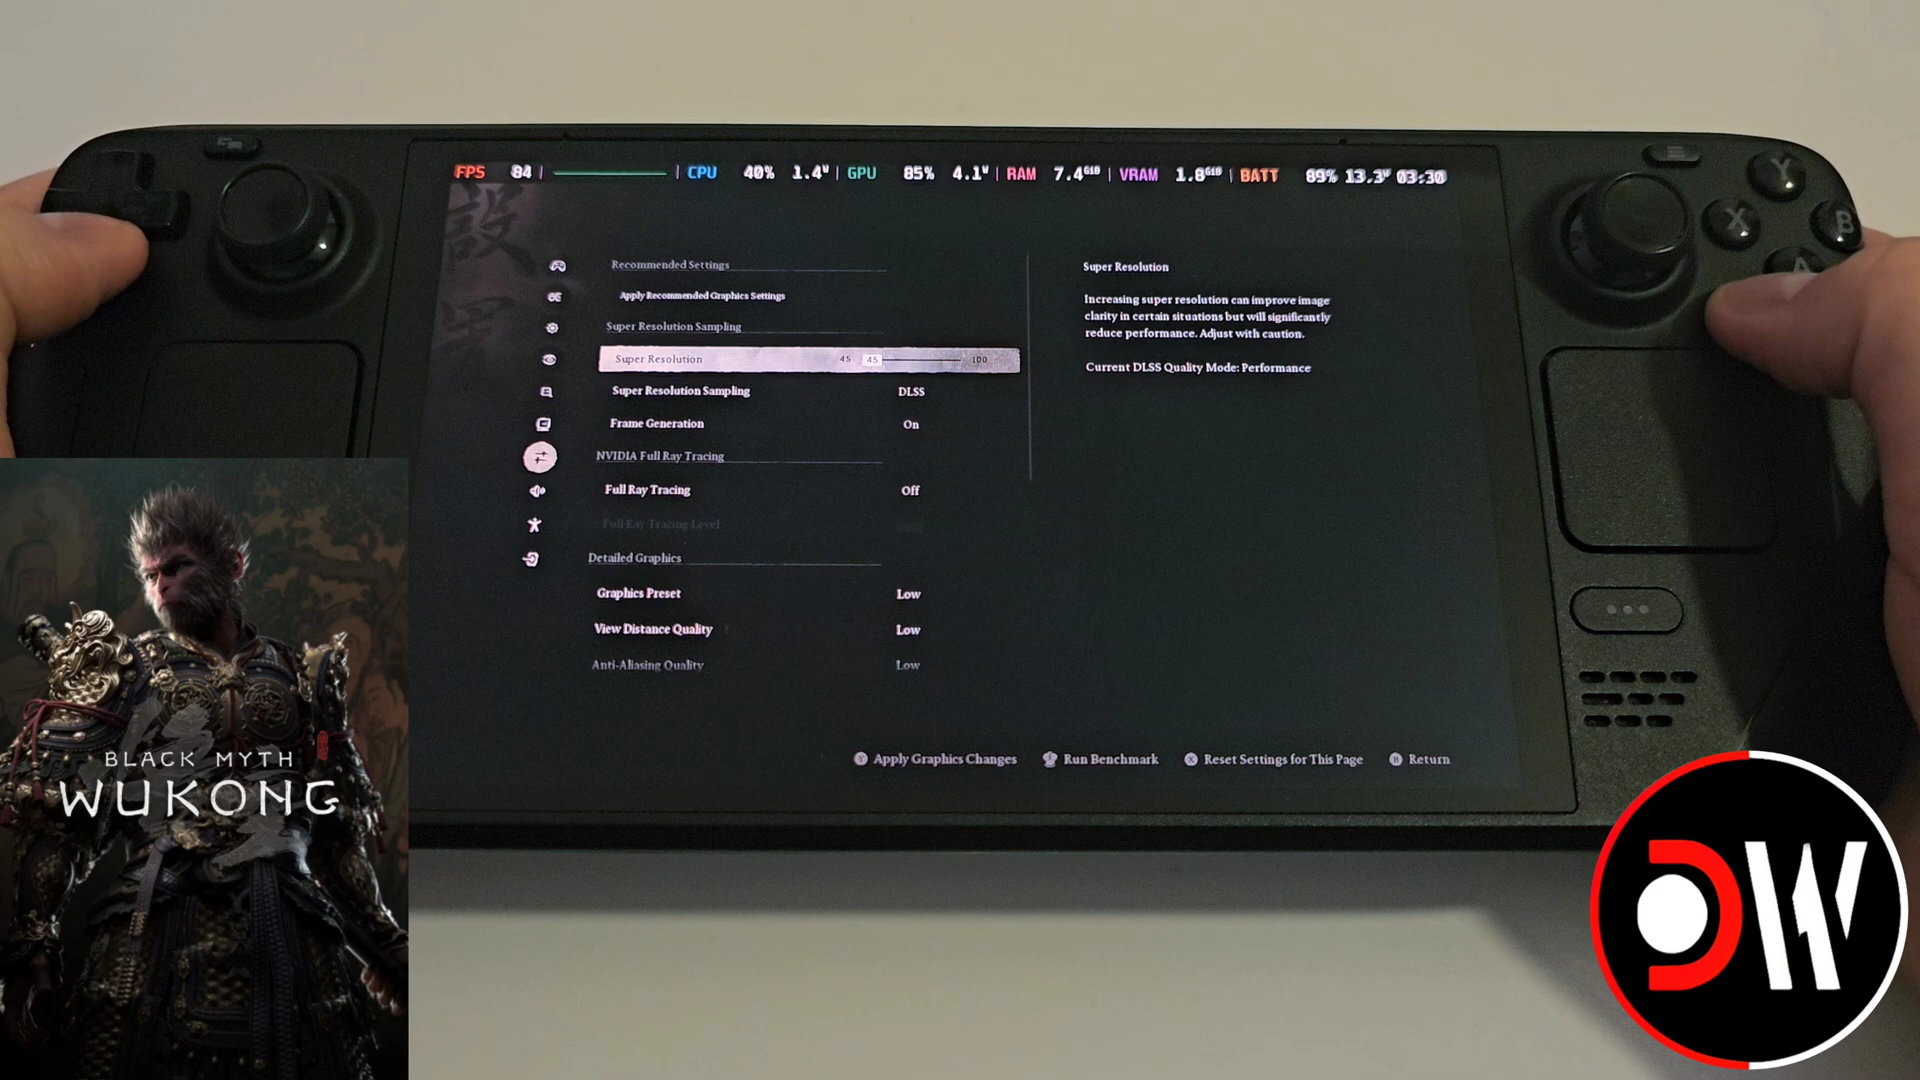 FPS 84 | | CPU 40% 1.4W | GPU 85% 4.1W | RAM 7.4GiB | VRAM 1.8GiB | BATT 89% 13.3W 03:30
設
置
Recommended Settings
Apply Recommended Graphics Settings
Super Resolution Sampling
Super Resolution 45 45 100
Super Resolution Sampling DLSS
Frame Generation On
NVIDIA Full Ray Tracing
Full Ray Tracing Off
Full Ray Tracing Level
Detailed Graphics
Graphics Preset Low
View Distance Quality Low
Anti-Aliasing Quality Low
Super Resolution
Increasing super resolution can improve image
clarity in certain situations but will significantly
reduce performance. Adjust with caution.
Current DLSS Quality Mode: Performance
Y Apply Graphics Changes Run Benchmark X Reset Settings for This Page B Return
Y
X
B
A
BLACK MYTH
WUKONG
悟空
DW